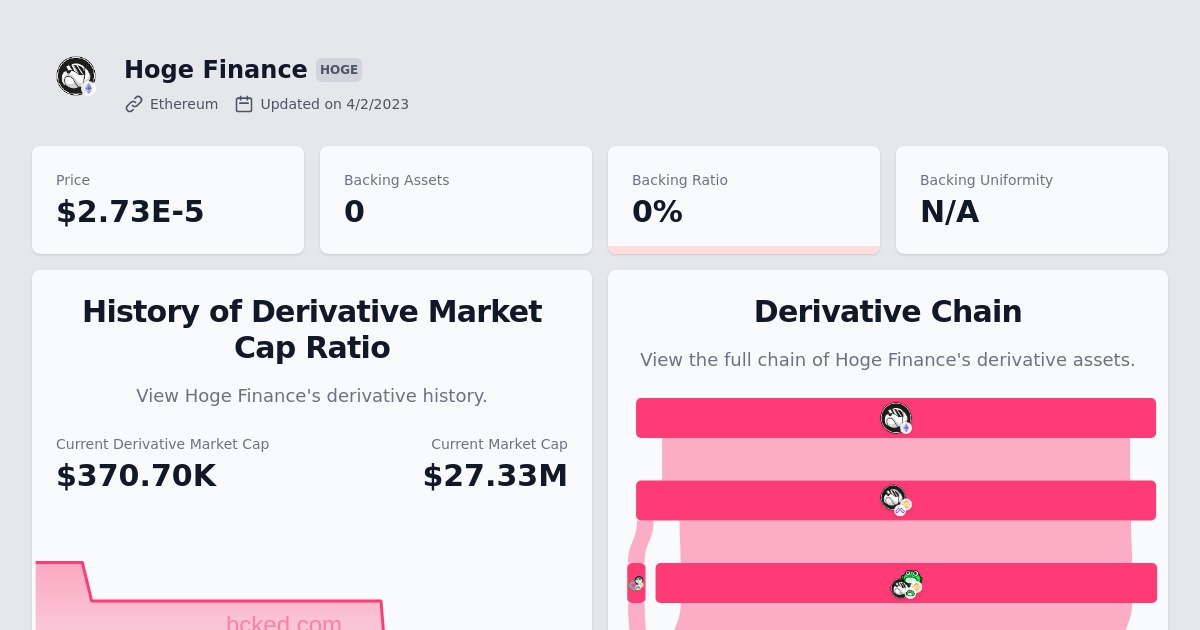 Hoge Finance HOGE
Ethereum Updated on 4/2/2023
Price
$2.73E-5
Backing Assets
0
Backing Ratio
0%
Backing Uniformity
N/A
History of Derivative Market
Cap Ratio
View Hoge Finance's derivative history.
Current Derivative Market Cap
$370.70K
Current Market Cap
$27.33M
bcked.com
Derivative Chain
View the full chain of Hoge Finance's derivative assets.